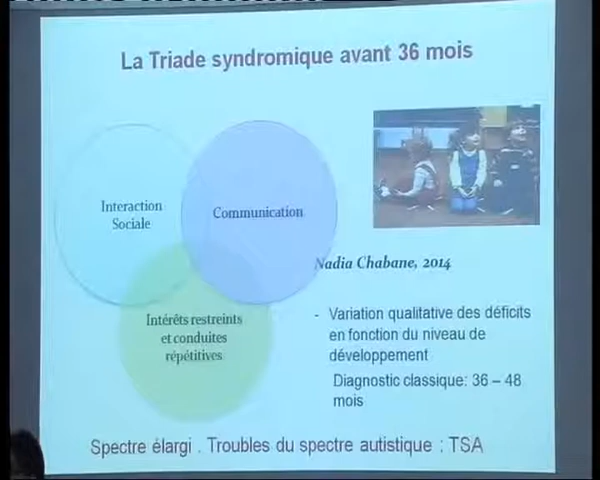 La Triade syndromique avant 36 mois
Interaction
Sociale
Communication
Nadia Chabane, 2014
Intérêts restreints
et conduites
répétitives
- Variation qualitative des déficits
en fonction du niveau de
développement
Diagnostic classique: 36 – 48
mois
Spectre élargi . Troubles du spectre autistique : TSA